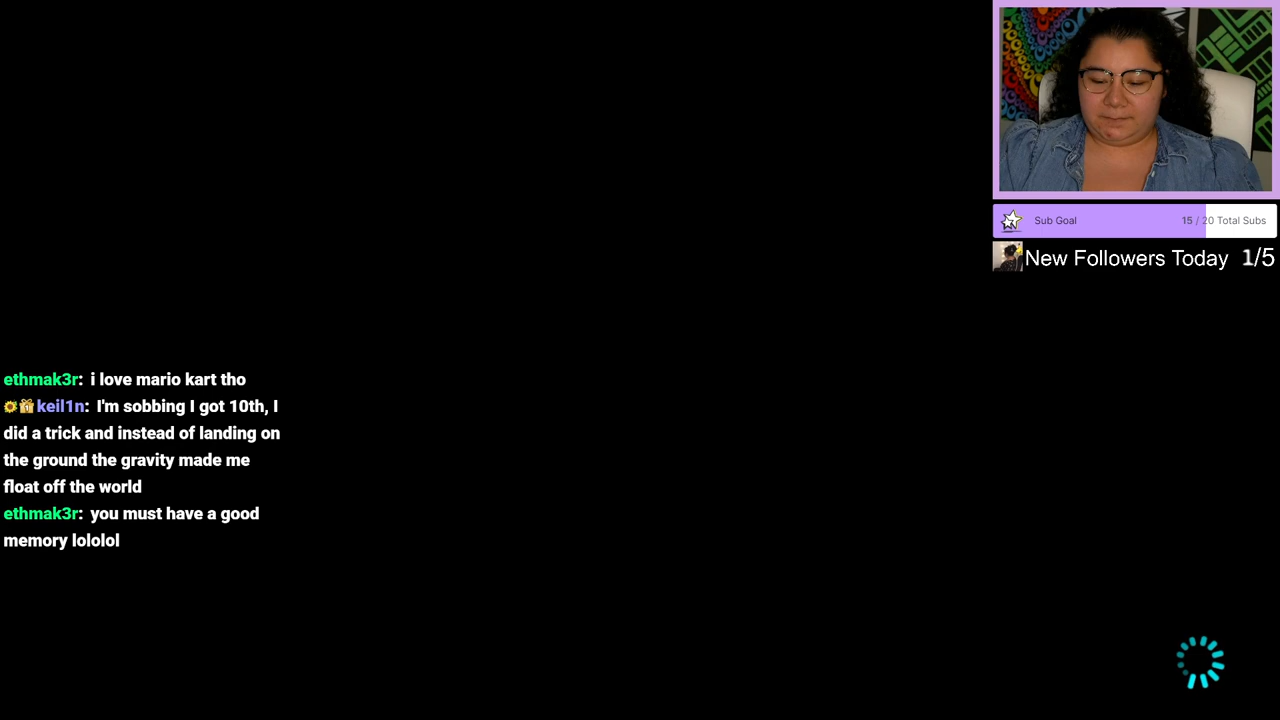 Sub Goal 15 / 20 Total Subs
New Followers Today 1/5
ethmak3r: i love mario kart tho
keil1n: I'm sobbing I got 10th, I
did a trick and instead of landing on
the ground the gravity made me
float off the world
ethmak3r: you must have a good
memory lololol